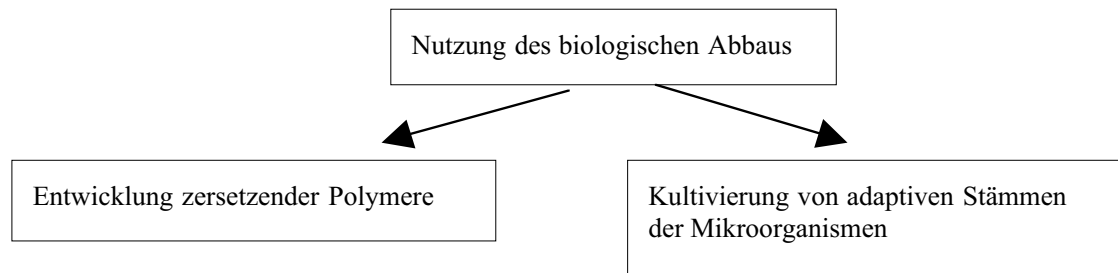 Nutzung des biologischen Abbaus
Entwicklung zersetzender Polymere
Kultivierung von adaptiven Stämmen
der Mikroorganismen